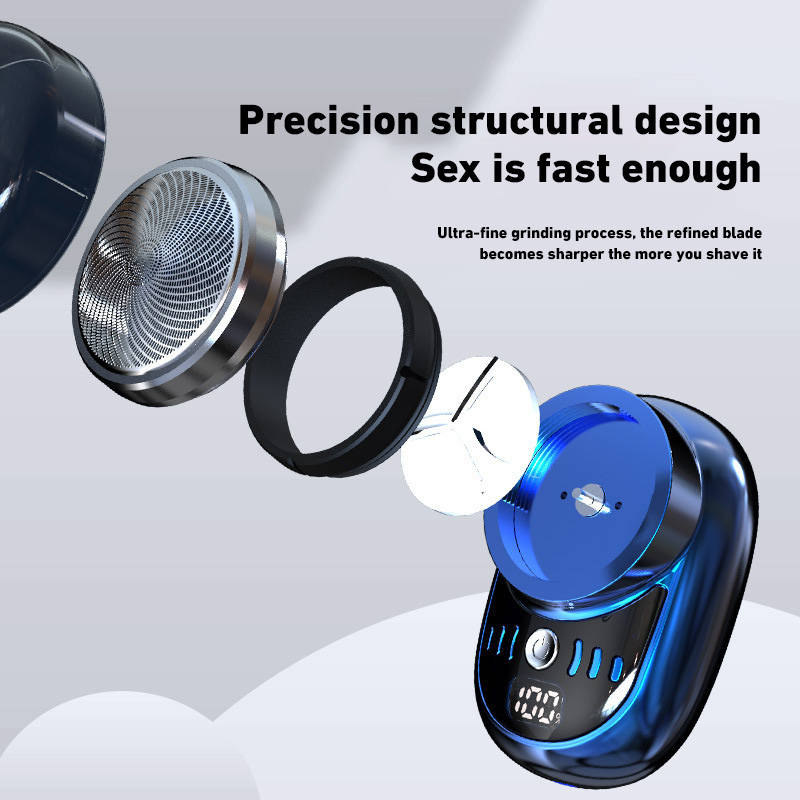 Precision structural design
Sex is fast enough
Ultra-fine grinding process, the refined blade
becomes sharper the more you shave it
100%